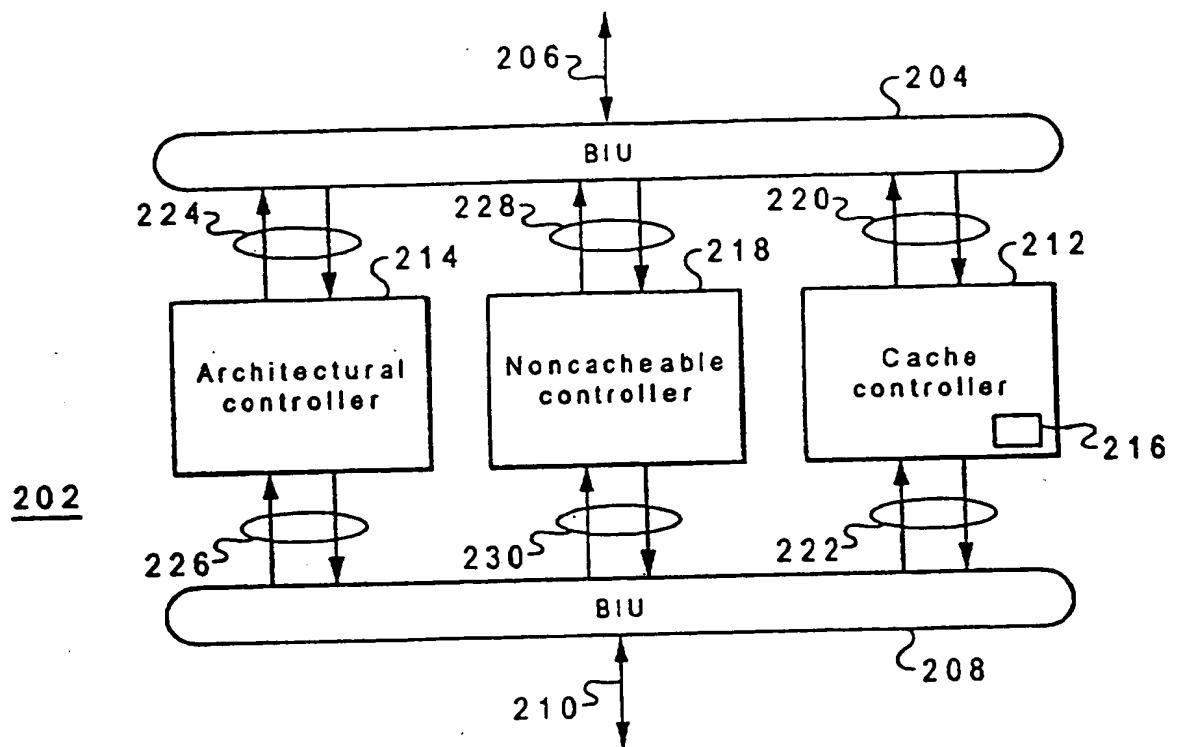 206
204
BIU
224
228
220
214
218
212
Architectural
controller
Noncacheable
controller
Cache
controller
216
202
226
230
222
BIU
208
210